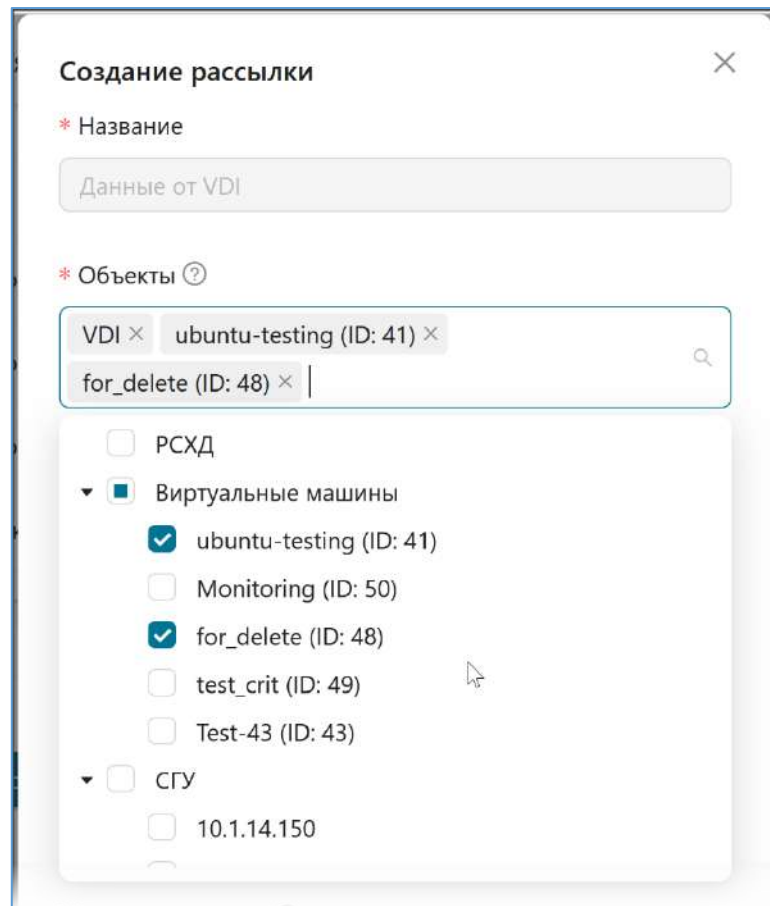 Создание рассылки
* Название
Данные от VDI
* Объекты
VDI ubuntu-testing (ID: 41)
for_delete (ID: 48)
РСХД
Виртуальные машины
ubuntu-testing (ID: 41)
Monitoring (ID: 50)
for_delete (ID: 48)
test_crit (ID: 49)
Test-43 (ID: 43)
СГУ
10.1.14.150